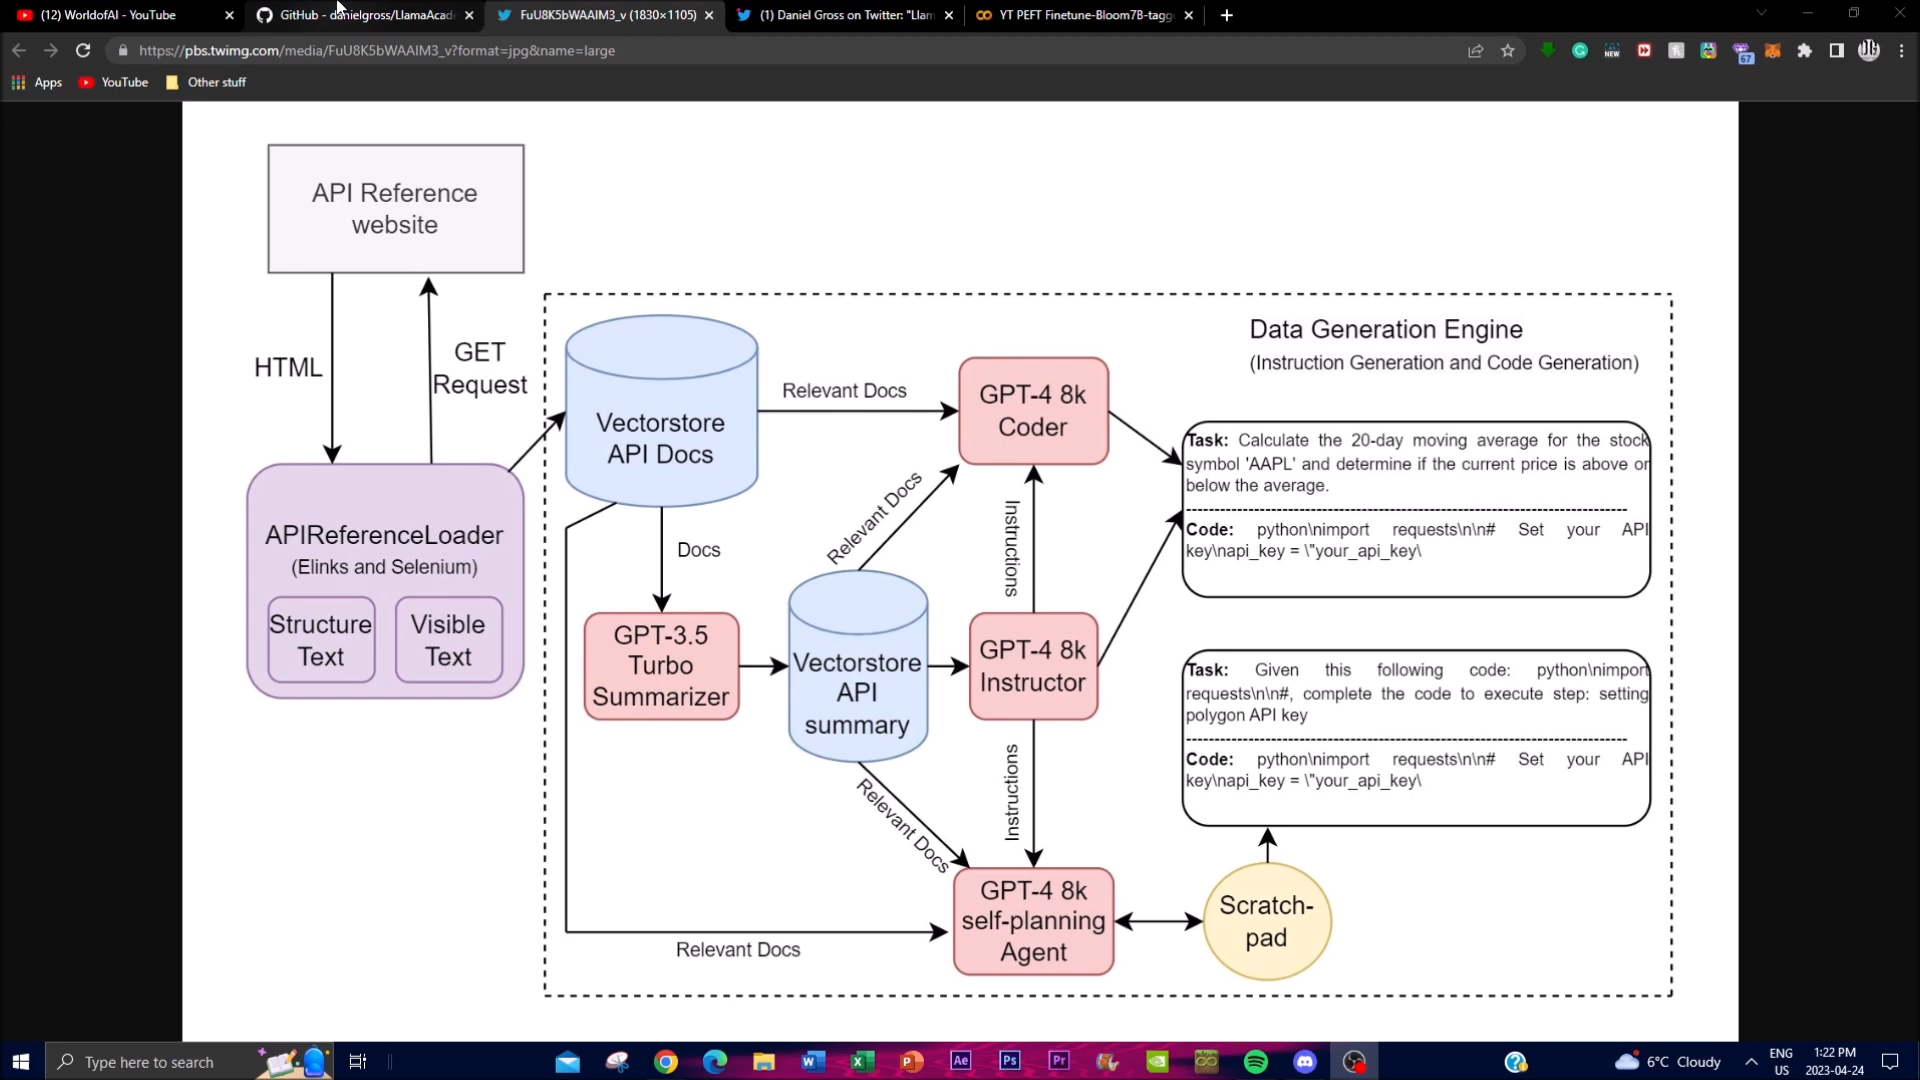 (12) WorldofAI - YouTube
GitHub - danielgross/LlamaAcade
FuU8K5bWAAIM3_v (1830×1105)
(1) Daniel Gross on Twitter: "Llam
YT PEFT Finetune-Bloom7B-tagg
https://pbs.twimg.com/media/FuU8K5bWAAIM3_v?format=jpg&name=large
NEW
67
Apps
YouTube
Other stuff
API Reference
website
HTML
GET
Request
APIReferenceLoader
(Elinks and Selenium)
Structure
Text
Visible
Text
Data Generation Engine
(Instruction Generation and Code Generation)
Vectorstore
API Docs
Relevant Docs
GPT-4 8k
Coder
Docs
Relevant Docs
Instructions
GPT-3.5
Turbo
Summarizer
Vectorstore
API
summary
GPT-4 8k
Instructor
Relevant Docs
Instructions
GPT-4 8k
self-planning
Agent
Relevant Docs
Scratch-
pad
Task: Calculate the 20-day moving average for the stock
symbol 'AAPL' and determine if the current price is above or
below the average.
Code: python\nimport requests\n\n# Set your API
key\napi_key = \"your_api_key\
Task: Given this following code: python\nimport
requests\n\n#, complete the code to execute step: setting
polygon API key
Code: python\nimport requests\n\n# Set your API
key\napi_key = \"your_api_key\
Type here to search
Ae
Ps
Pr
6°C Cloudy
ENG
US
1:22 PM
2023-04-24